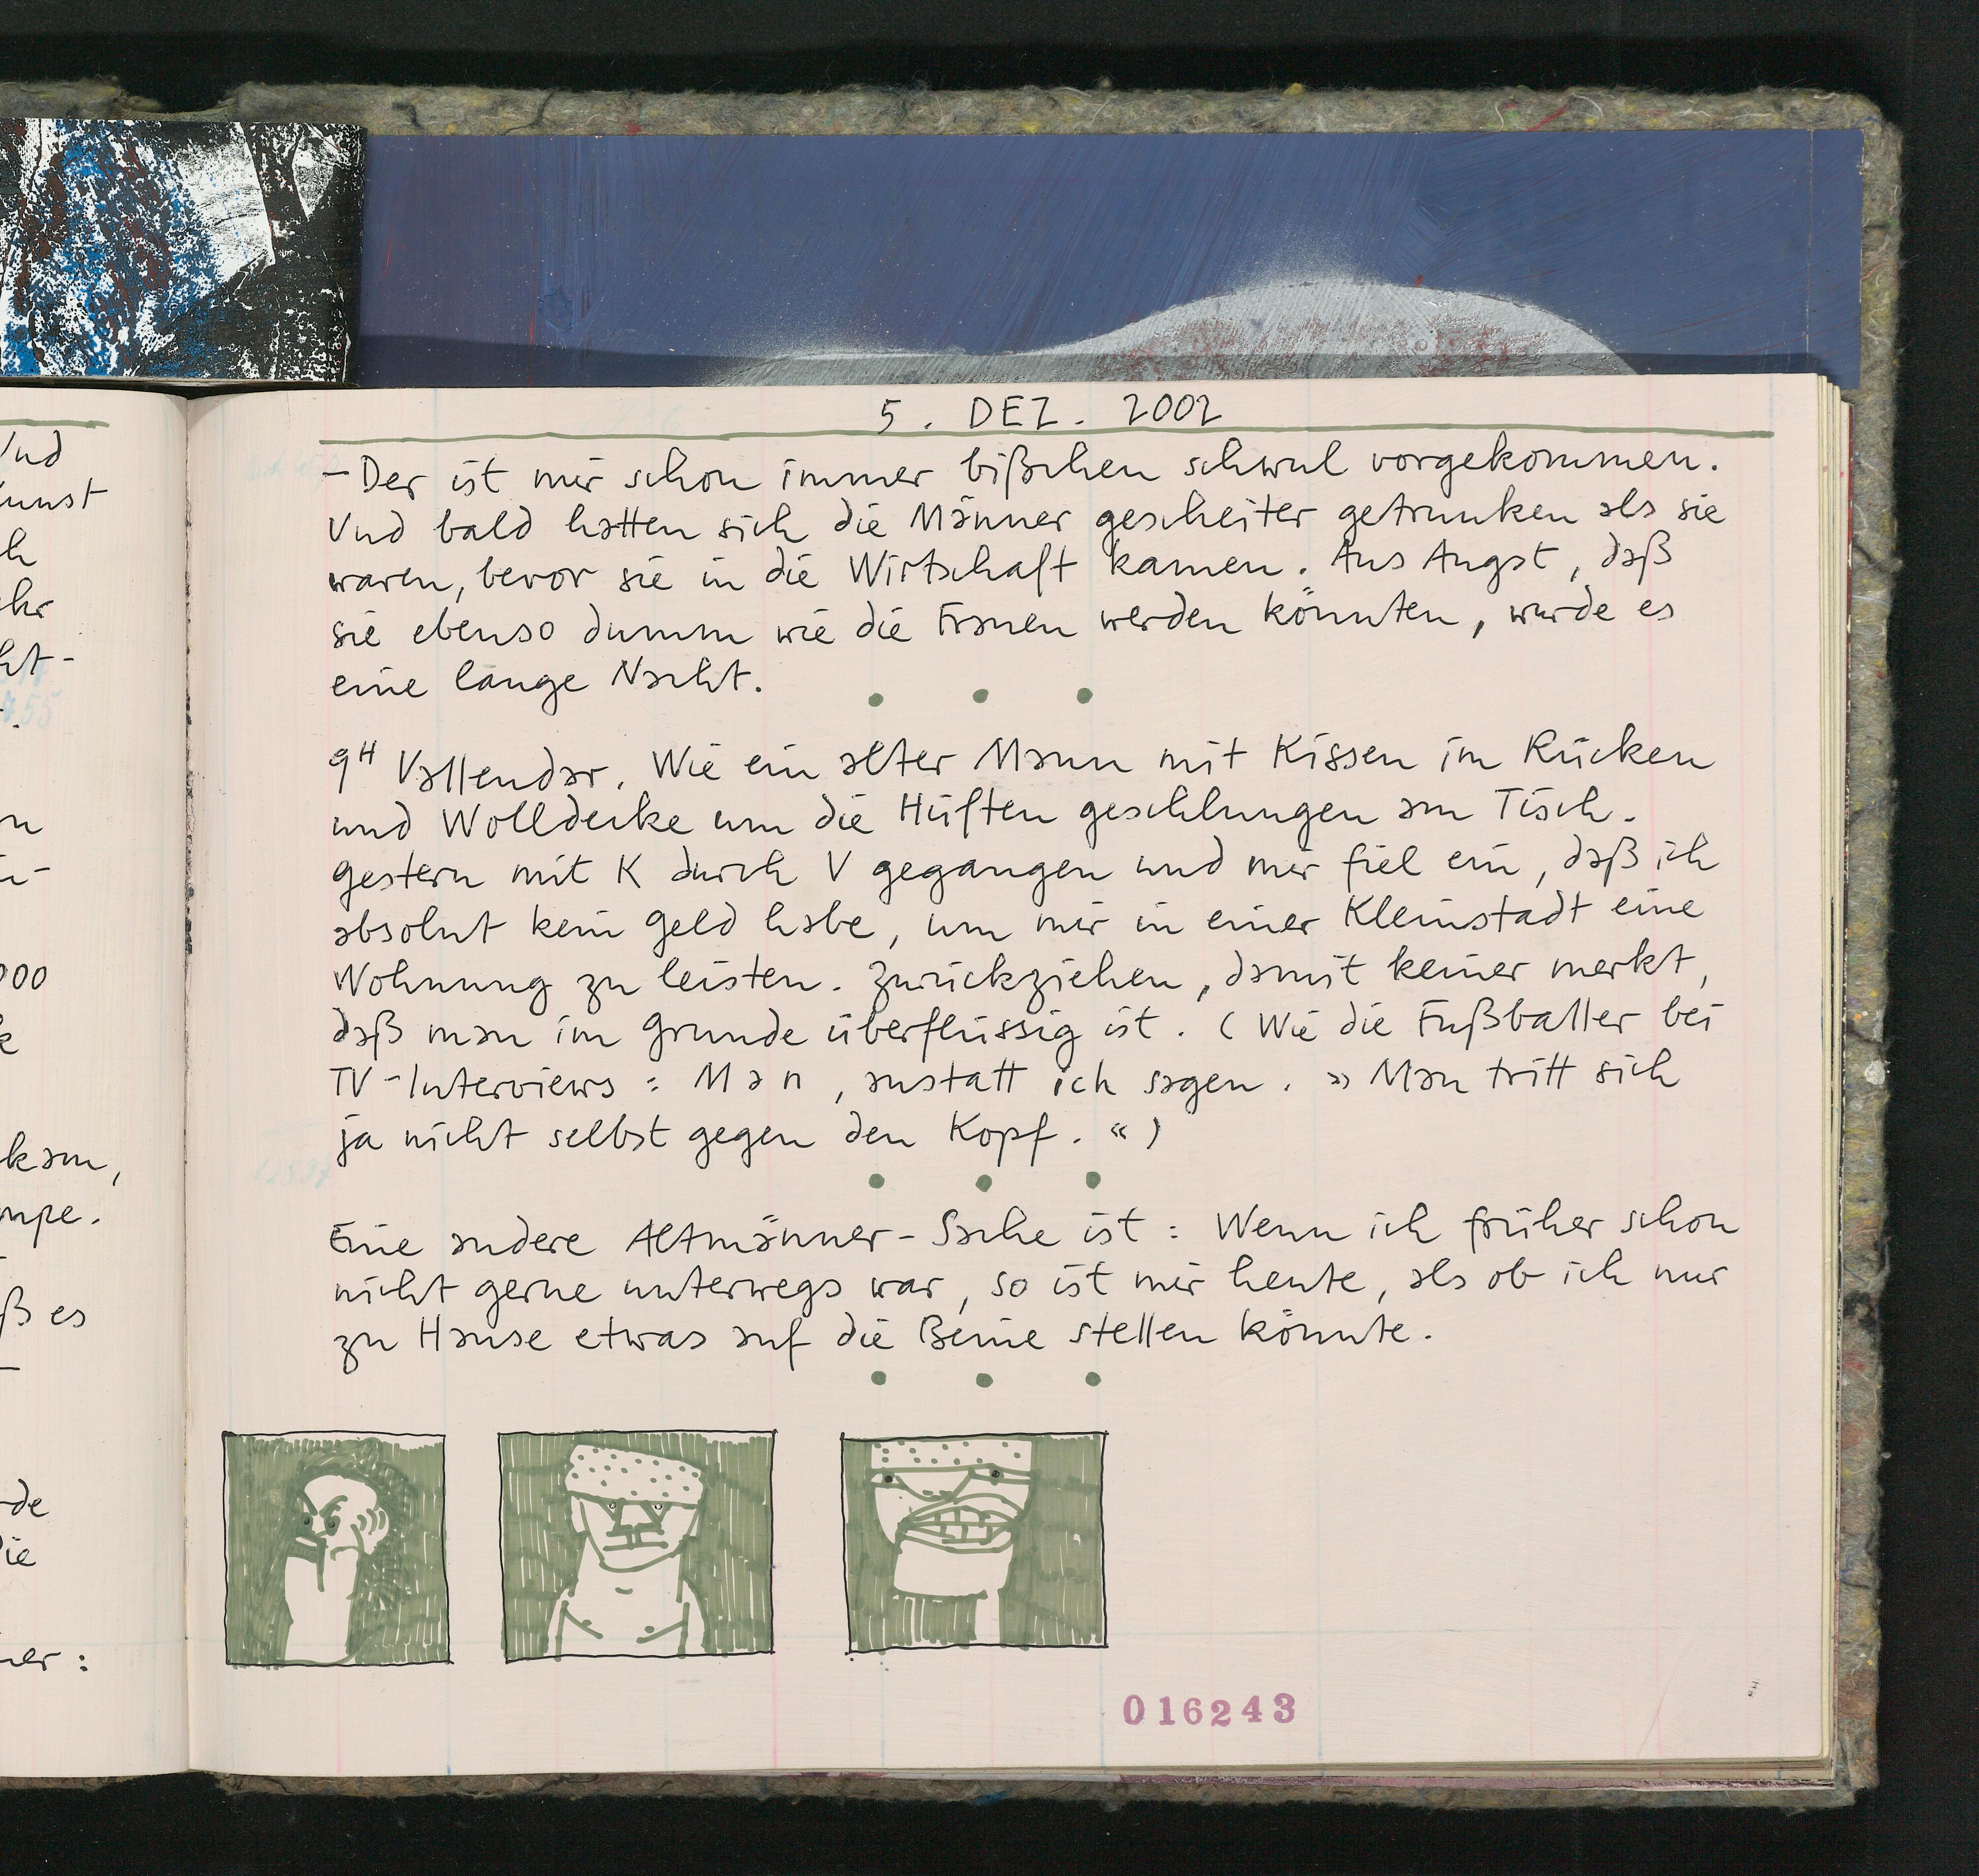 5. DEZ. 2002
– Der ist mir schon immer bißchen schwul vorgekommen.
Und bald hatten sich die Männer gescheiter getrunken als sie
waren, bevor sie in die Wirtschaft kamen. Aus Angst, daß
sie ebenso dumm wie die Frauen werden könnten, wurde es
eine lange Nacht.
9H Vallendar. Wie ein alter Mann mit Kissen im Rücken
und Wolldecke um die Hüften geschlungen am Tisch.
Gestern mit K durch V gegangen und mir fiel ein, daß ich
absolut kein Geld habe, um mir in einer Kleinstadt eine
Wohnung zu leisten. Zurückziehen, damit keiner merkt,
daß man im Grunde überflüssig ist. (Wie die Fußballer bei
TV-Interviews: Man, anstatt ich sagen. »Man tritt sich
ja nicht selbst gegen den Kopf.«)
Eine andere Altmänner-Sache ist: Wenn ich früher schon
nicht gerne unterwegs war, so ist mir heute, als ob ich nur
zu Hause etwas auf die Beine stellen könnte.
016243